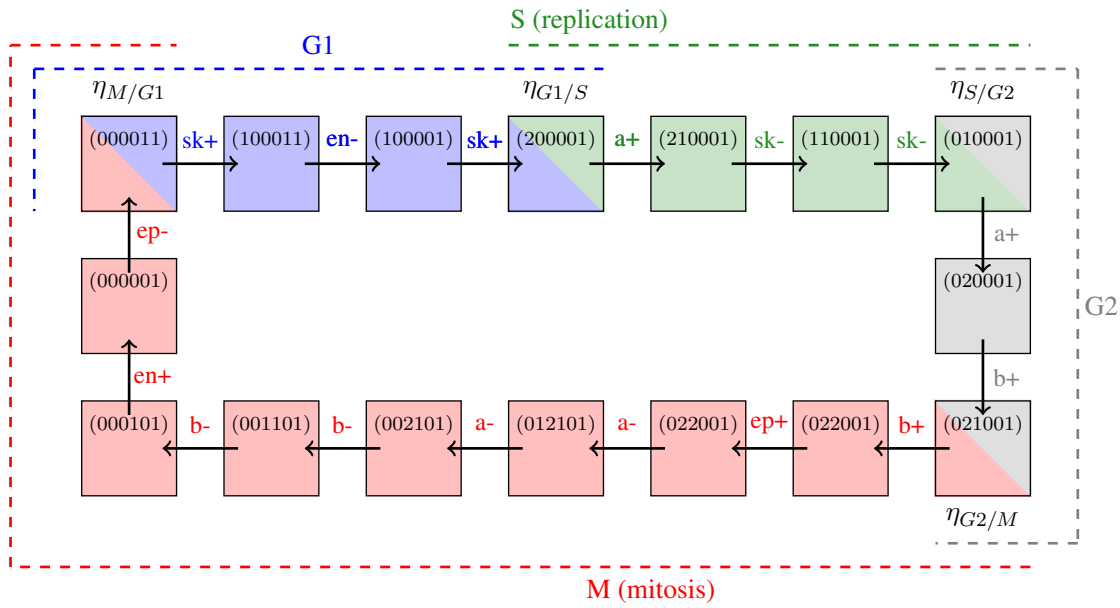 S (replication)
G1
η_{M/G1} η_{G1/S} η_{S/G2}
(000011) sk+ (100011) en- (100001) sk+ (200001) a+ (210001) sk- (110001) sk- (010001)
ep- a+
(000001) (020001)
G2
en+ b+
(000101) b- (001101) b- (002101) a- (012101) a- (022001) ep+ (022001) b+ (021001)
η_{G2/M}
M (mitosis)